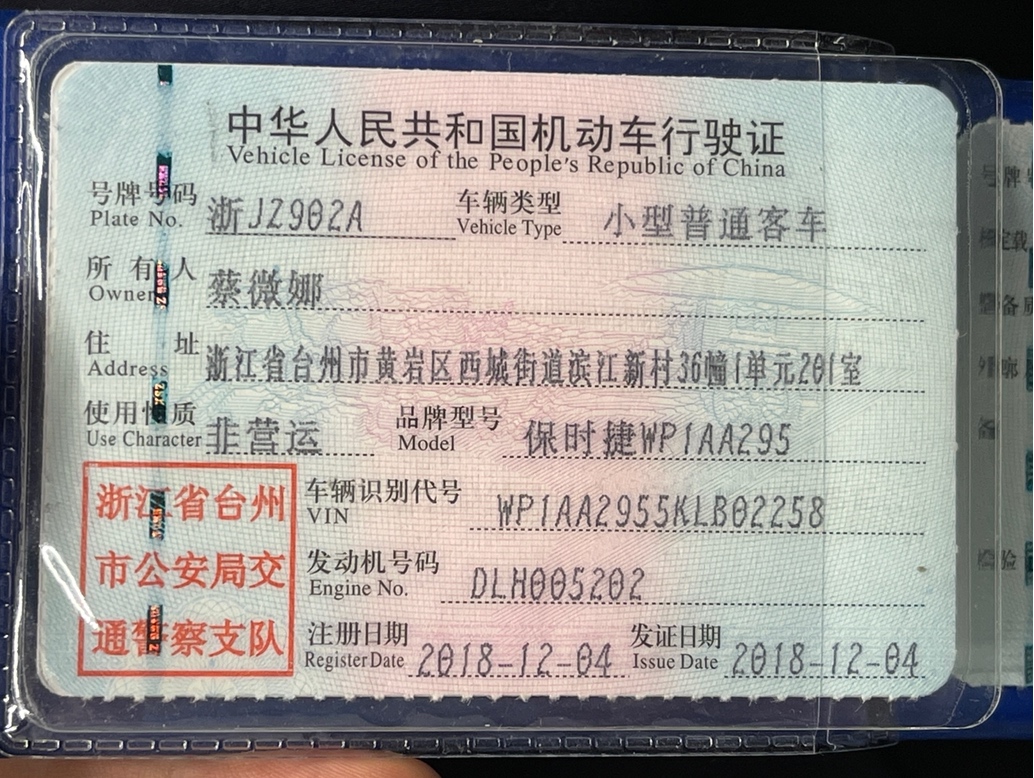 中华人民共和国机动车行驶证
Vehicle License of the People's Republic of China
号牌号码 浙JZ902A 车辆类型 小型普通客车
Plate No. Vehicle Type
所有人 蔡微娜
Owner
住址 浙江省台州市黄岩区西城街道滨江新村36幢1单元201室
Address
使用性质 非营运 品牌型号 保时捷WP1AA295
Use Character Model
浙江省台州
市公安局交
通警察支队
车辆识别代号 WP1AA2955KLB02258
VIN
发动机号码 DLH005202
Engine No.
注册日期 2018-12-04 发证日期 2018-12-04
Register Date Issue Date